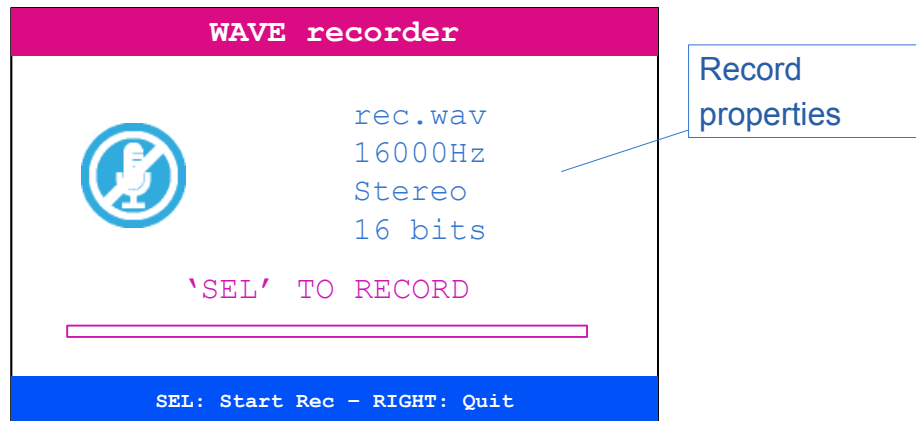 WAVE recorder
Record
properties
rec.wav
16000Hz
Stereo
16 bits
‘SEL’ TO RECORD
SEL: Start Rec – RIGHT: Quit